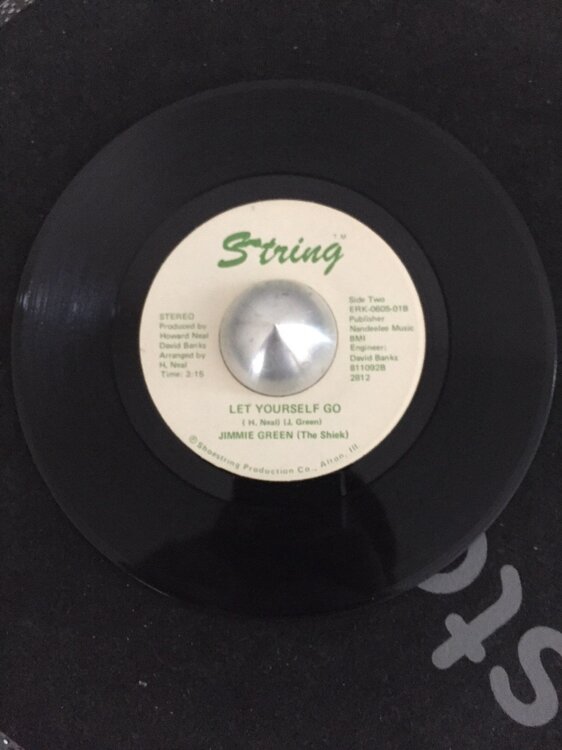 String
TM
STEREO
Produced by
Howard Neal
David Banks
Arranged by
H. Neal
Time: 3:15
Side Two
ERK-0605-01B
Publisher
Nandeelee Music
BMI
Engineer:
David Banks
811092B
2812
LET YOURSELF GO
(H. Neal) (J. Green)
JIMMIE GREEN (The Shiek)
©Shoestring Production Co., Alton, Ill.